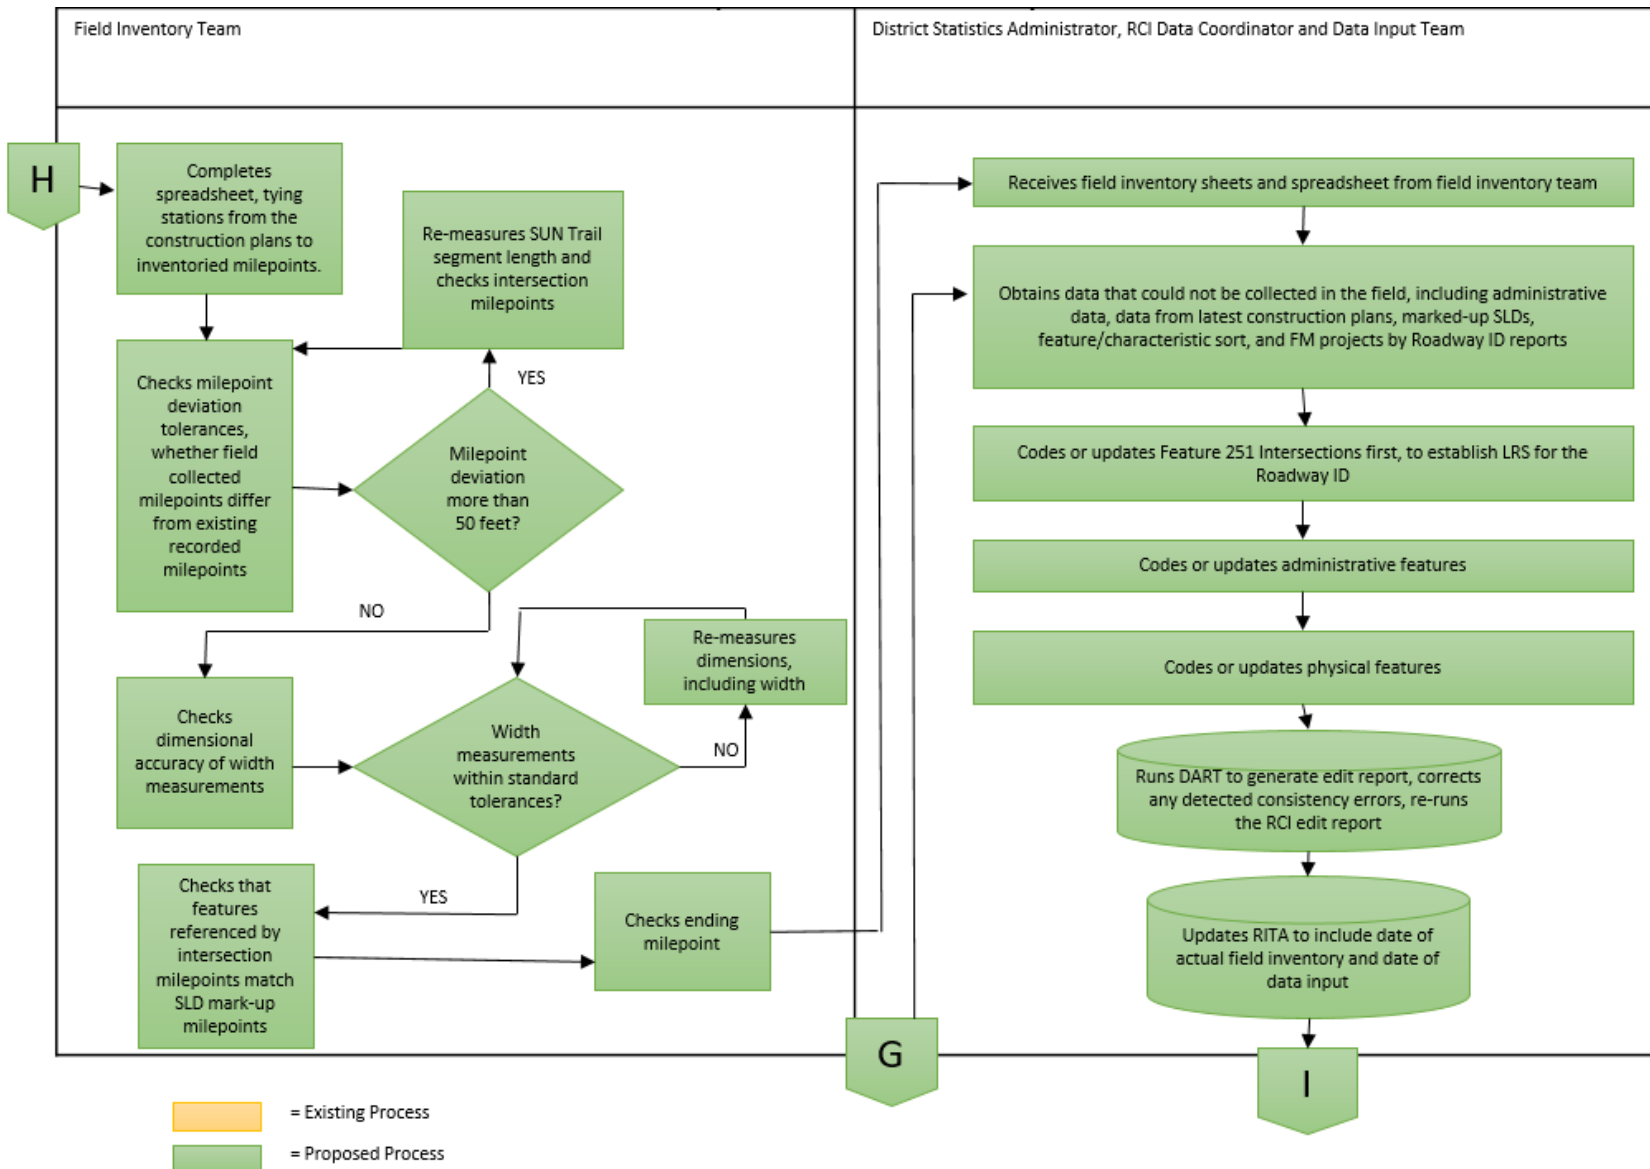 Field Inventory Team
District Statistics Administrator, RCI Data Coordinator and Data Input Team
H
Completes
spreadsheet, tying
stations from the
construction plans to
inventoried milepoints.
Re-measures SUN Trail
segment length and
checks intersection
milepoints
YES
Checks milepoint
deviation
tolerances,
whether field
collected
milepoints differ
from existing
recorded
milepoints
Milepoint
deviation
more than
50 feet?
NO
Re-measures
dimensions,
including width
Checks
dimensional
accuracy of width
measurements
Width
measurements
within standard
tolerances?
NO
YES
Checks that
features
referenced by
intersection
milepoints match
SLD mark-up
milepoints
Checks ending
milepoint
Receives field inventory sheets and spreadsheet from field inventory team
Obtains data that could not be collected in the field, including administrative
data, data from latest construction plans, marked-up SLDs,
feature/characteristic sort, and FM projects by Roadway ID reports
Codes or updates Feature 251 Intersections first, to establish LRS for the
Roadway ID
Codes or updates administrative features
Codes or updates physical features
Runs DART to generate edit report, corrects
any detected consistency errors, re-runs
the RCI edit report
Updates RITA to include date of
actual field inventory and date of
data input
G
I
= Existing Process
= Proposed Process